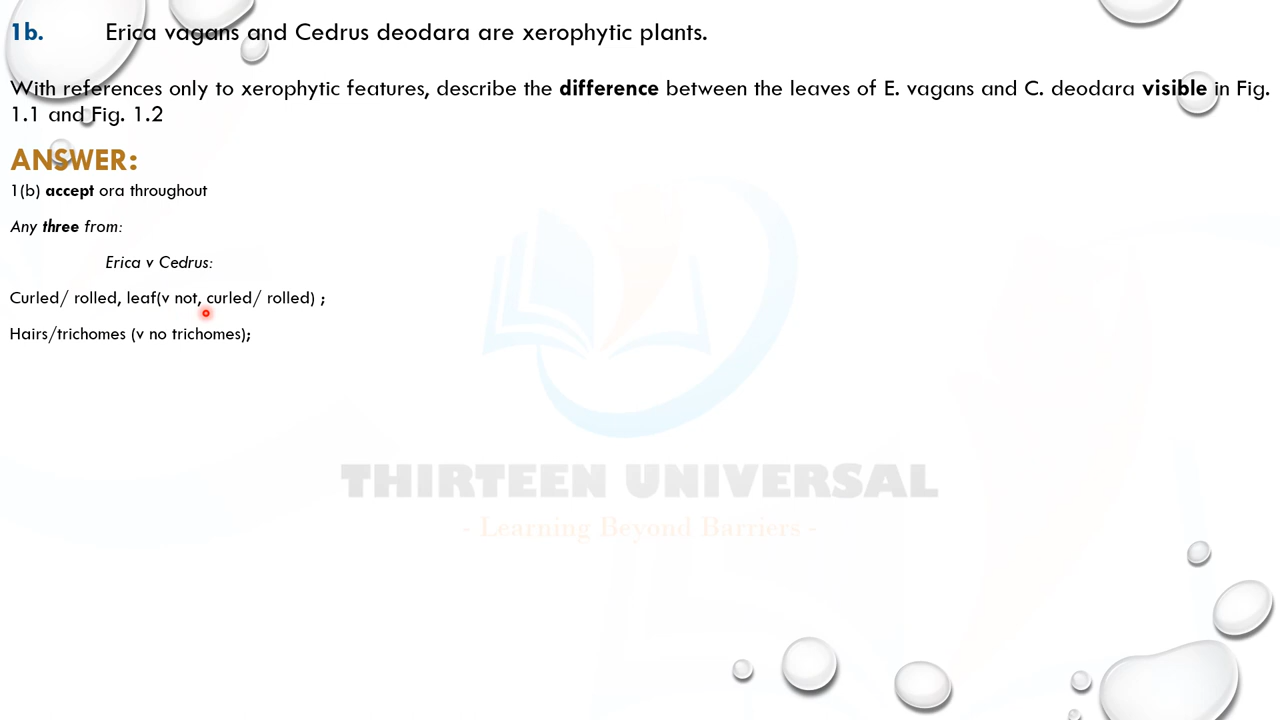 1b. Erica vagans and Cedrus deodara are xerophytic plants.
With references only to xerophytic features, describe the difference between the leaves of E. vagans and C. deodara visible in Fig.
1.1 and Fig. 1.2
ANSWER:
1(b) accept ora throughout
Any three from:
Erica v Cedrus:
Curled/ rolled, leaf(v not, curled/ rolled) ;
Hairs/trichomes (v no trichomes);
THIRTEEN UNIVERSAL
- Learning Beyond Barriers -